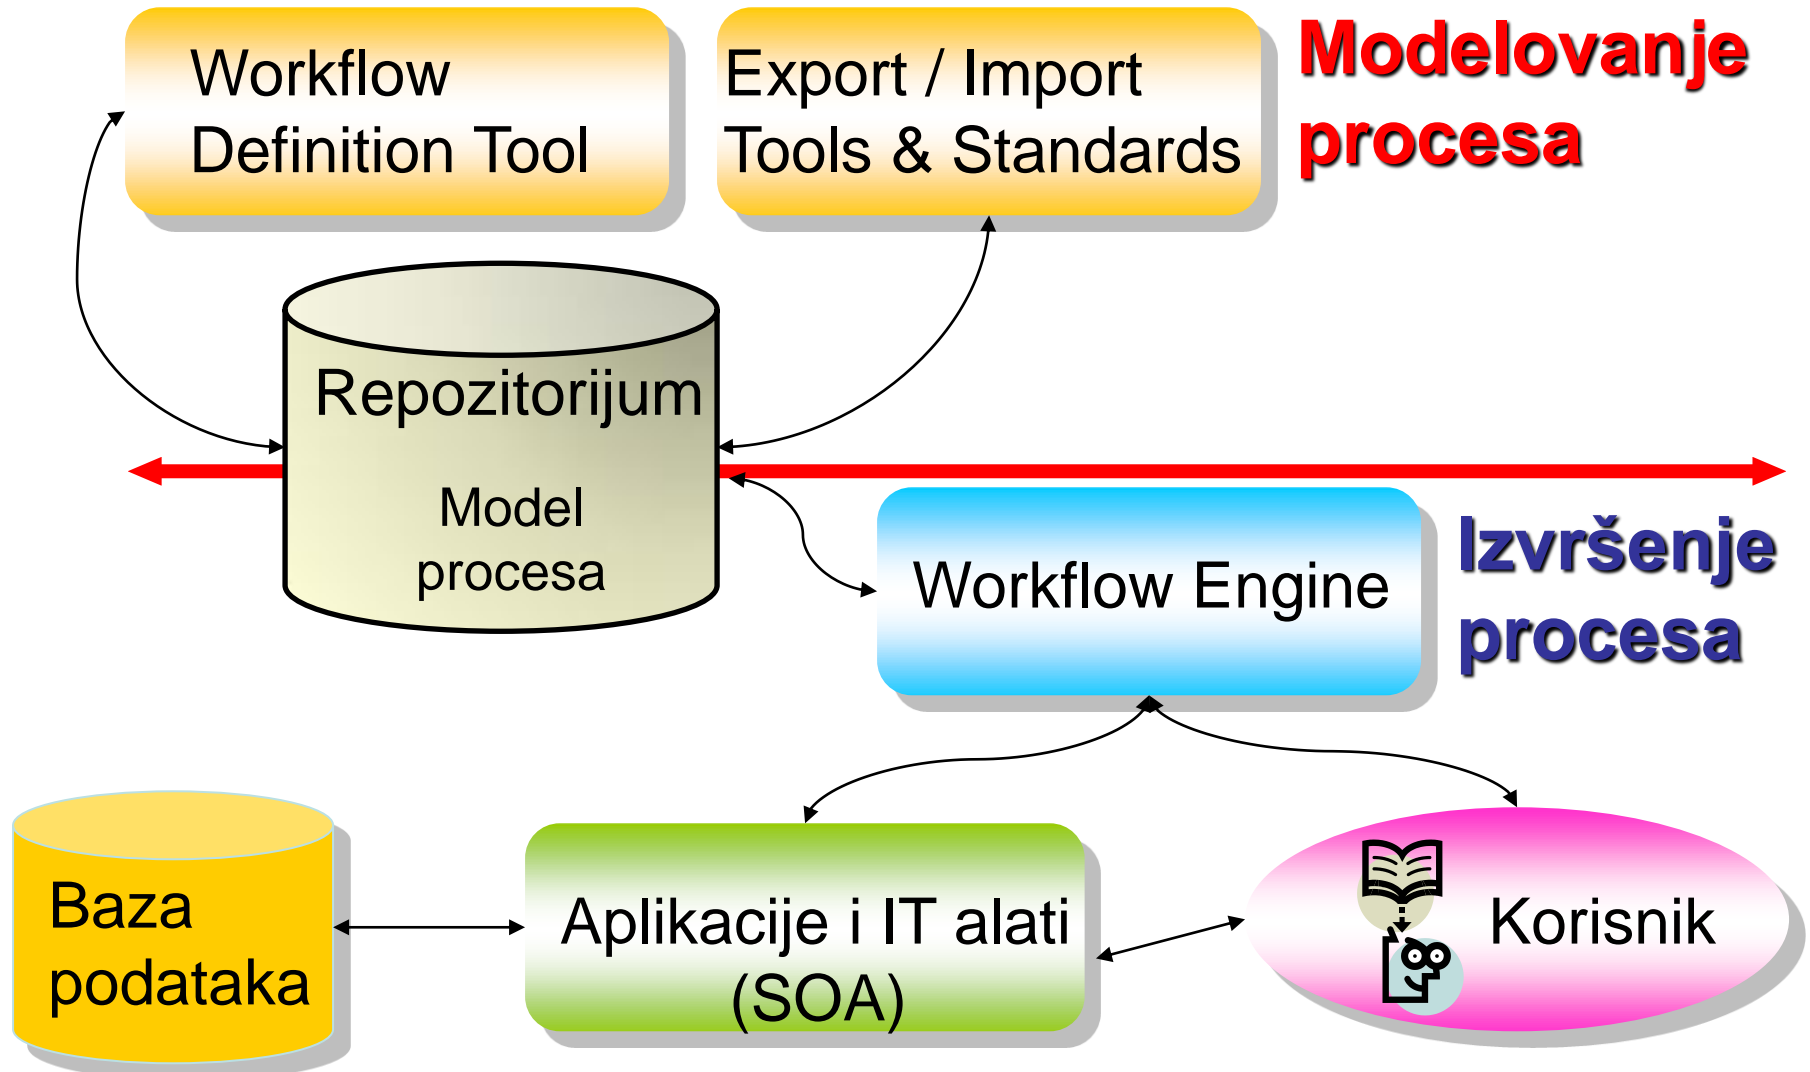 Workflow
Definition Tool
Export / Import
Tools & Standards
Modelovanje
procesa
Repozitorijum
Model
procesa
Workflow Engine
Izvršenje
procesa
Baza
podataka
Aplikacije i IT alati
(SOA)
Korisnik